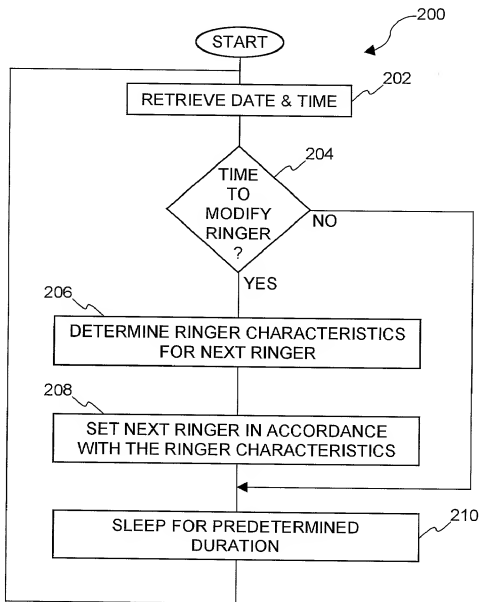 200
START
RETRIEVE DATE & TIME
202
204
TIME
TO
MODIFY
RINGER
?
NO
YES
206
DETERMINE RINGER CHARACTERISTICS
FOR NEXT RINGER
208
SET NEXT RINGER IN ACCORDANCE
WITH THE RINGER CHARACTERISTICS
SLEEP FOR PREDETERMINED
DURATION
210